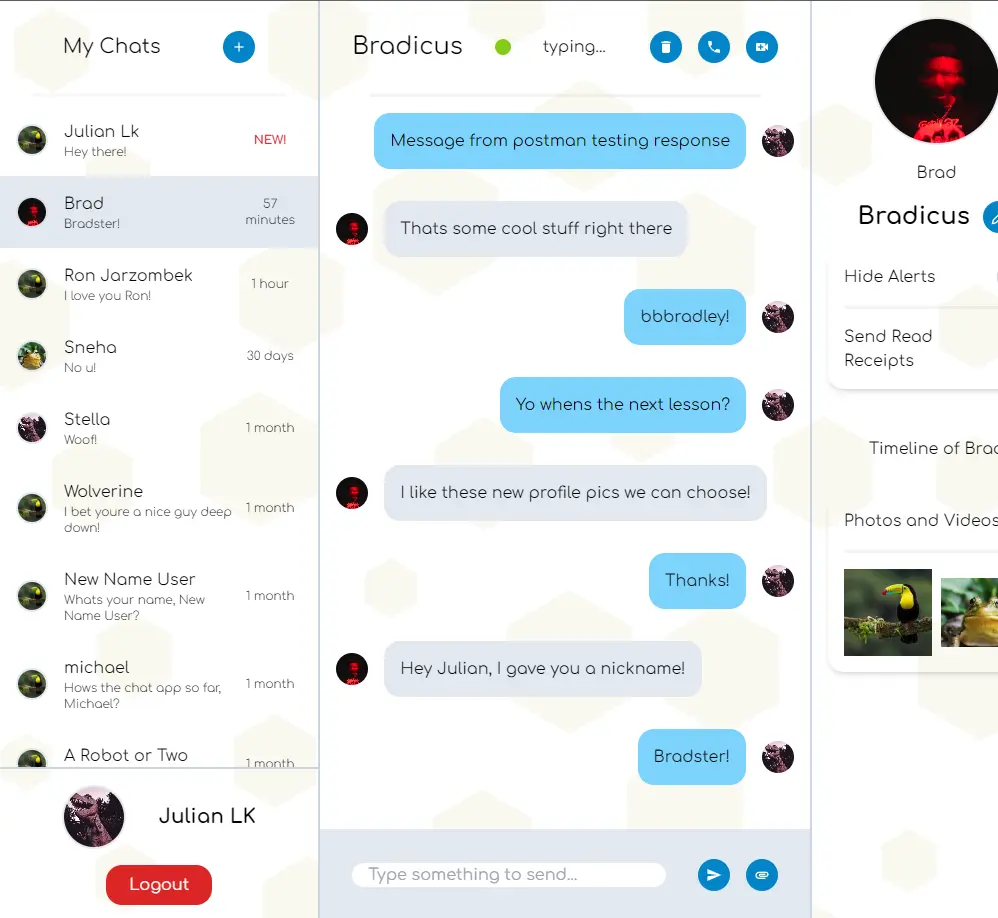 My Chats
Julian Lk
Hey there!
NEW!
Brad
Bradster!
57
minutes
Ron Jarzombek
I love you Ron!
1 hour
Sneha
No u!
30 days
Stella
Woof!
1 month
Wolverine
I bet youre a nice guy deep
down!
1 month
New Name User
Whats your name, New
Name User?
1 month
michael
Hows the chat app so far,
Michael?
1 month
A Robot or Two
1 month
Julian LK
Logout
Bradicus
typing...
Message from postman testing response
Thats some cool stuff right there
bbbradley!
Yo whens the next lesson?
I like these new profile pics we can choose!
Thanks!
Hey Julian, I gave you a nickname!
Bradster!
Type something to send...
Brad
Bradicus
Hide Alerts
Send Read
Receipts
Timeline of Brad
Photos and Videos